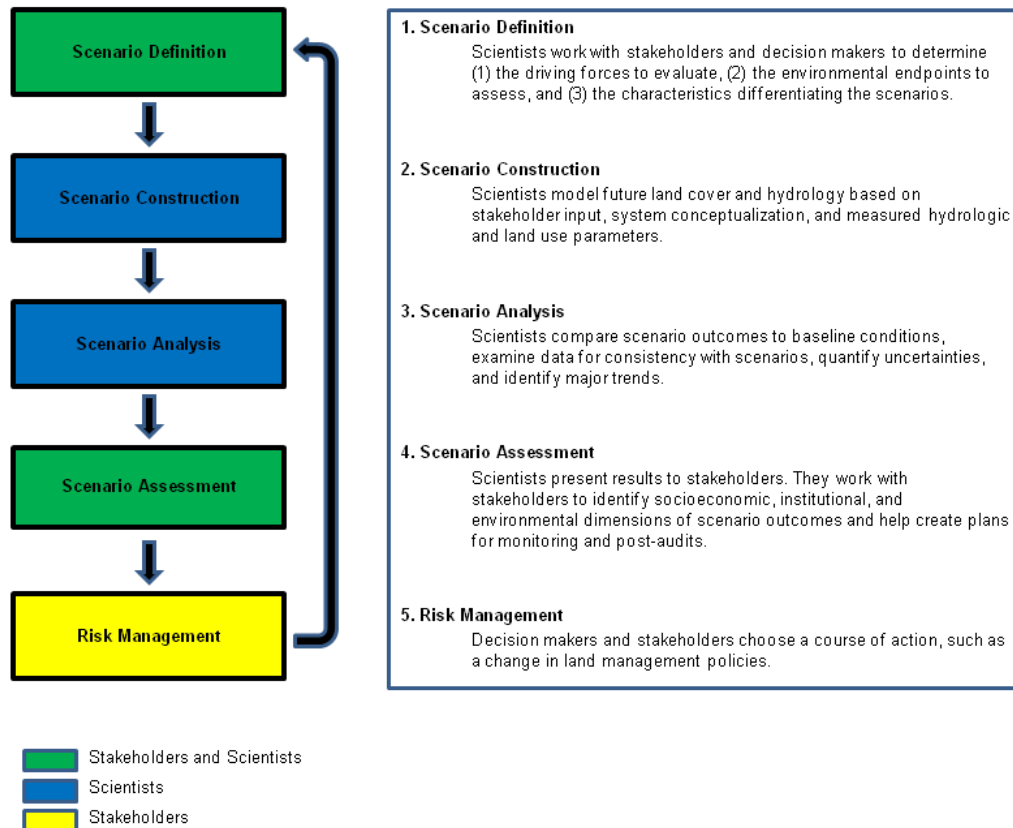 Scenario Definition
Scenario Construction
Scenario Analysis
Scenario Assessment
Risk Management
1. Scenario Definition
Scientists work with stakeholders and decision makers to determine
(1) the driving forces to evaluate, (2) the environmental endpoints to
assess, and (3) the characteristics differentiating the scenarios.
2. Scenario Construction
Scientists model future land cover and hydrology based on
stakeholder input, system conceptualization, and measured hydrologic
and land use parameters.
3. Scenario Analysis
Scientists compare scenario outcomes to baseline conditions,
examine data for consistency with scenarios, quantify uncertainties,
and identify major trends.
4. Scenario Assessment
Scientists present results to stakeholders. They work with
stakeholders to identify socioeconomic, institutional, and
environmental dimensions of scenario outcomes and help create plans
for monitoring and post-audits.
5. Risk Management
Decision makers and stakeholders choose a course of action, such as
a change in land management policies.
Stakeholders and Scientists
Scientists
Stakeholders